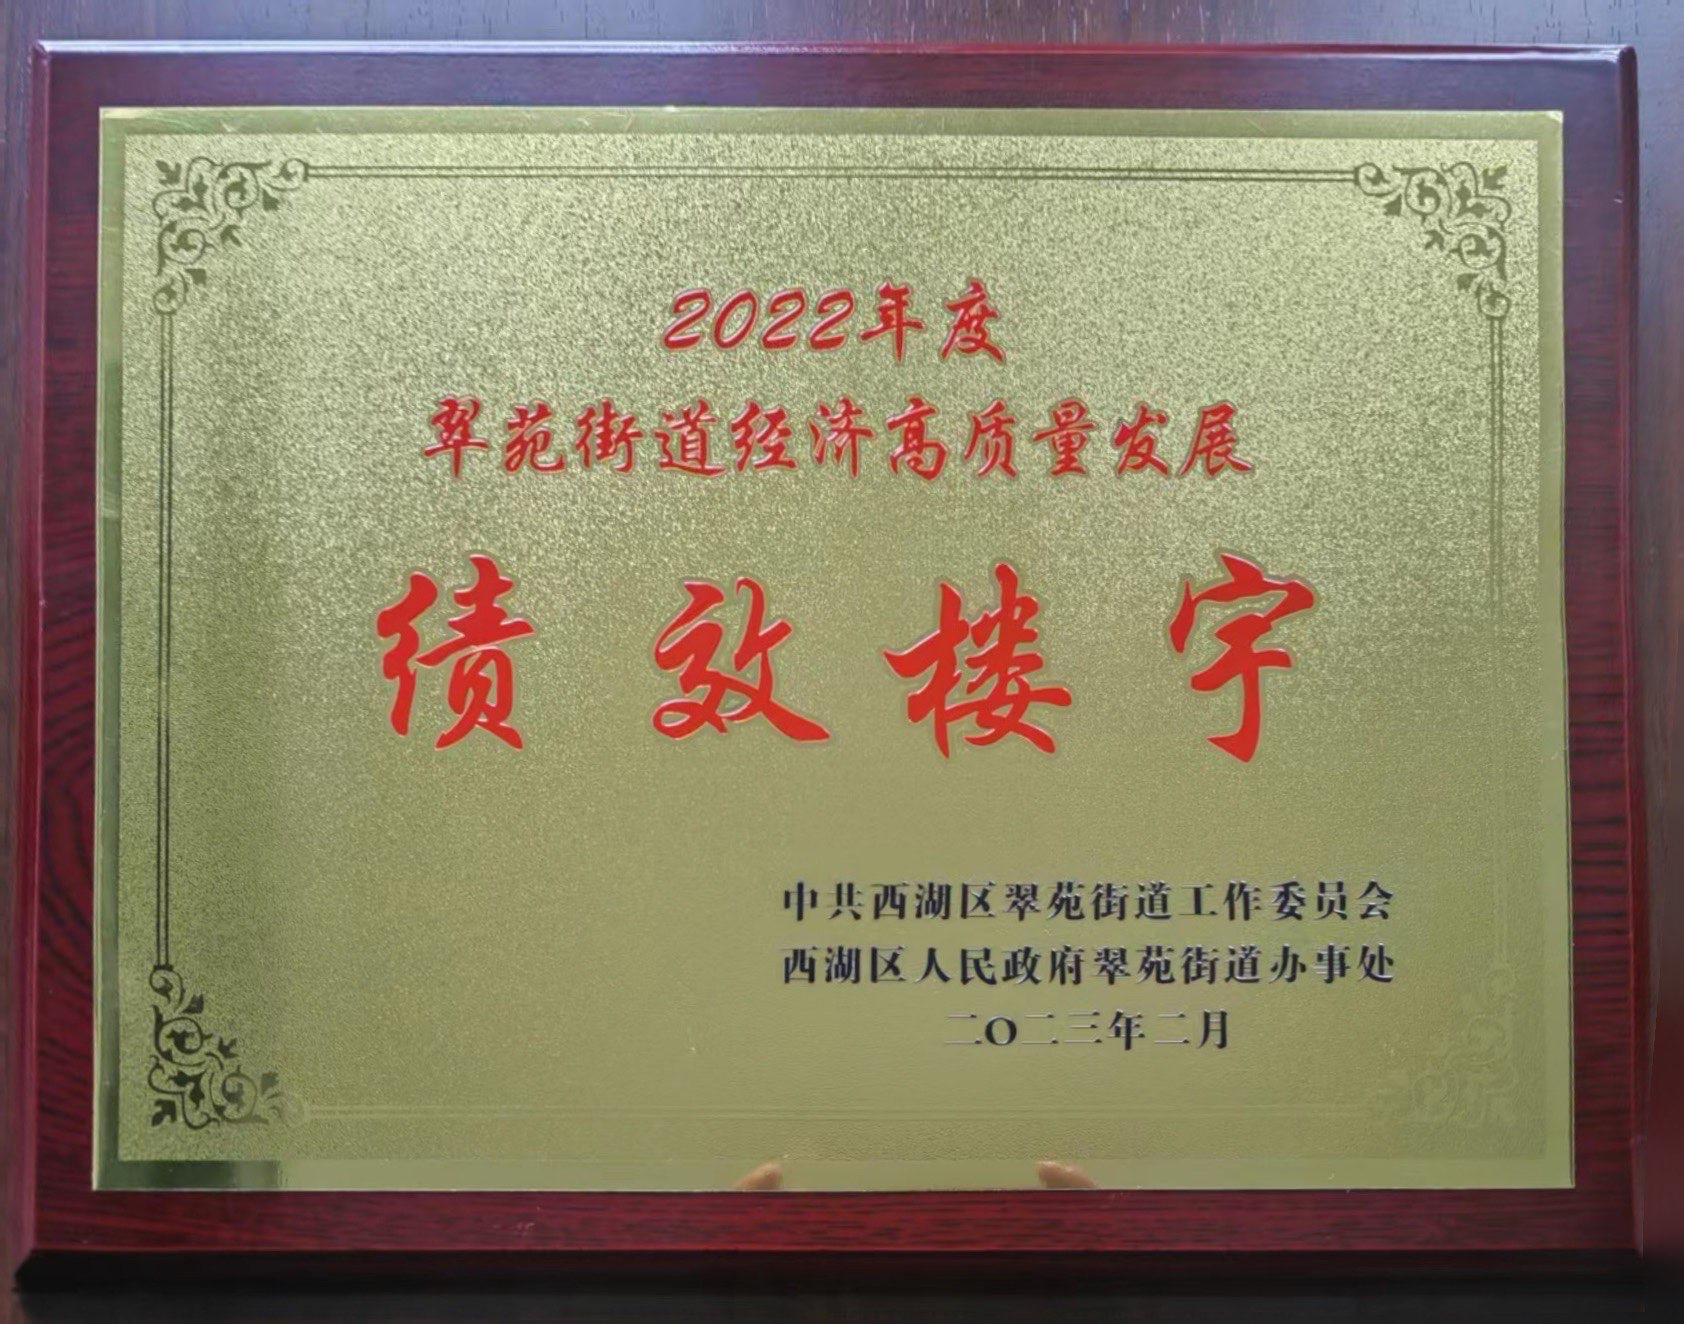 2022年度
翠苑街道经济高质量发展
绩效楼宇
中共西湖区翠苑街道工作委员会
西湖区人民政府翠苑街道办事处
二〇二三年二月